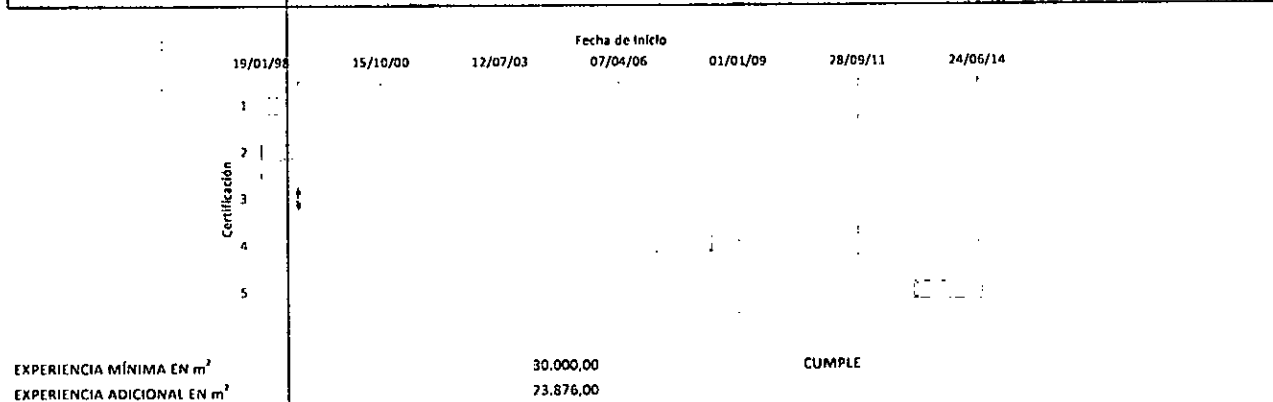 Fecha de Inicio
19/01/98 15/10/00 12/07/03 07/04/06 01/01/09 28/09/11 24/06/14
Certificación
1
2
3
4
5
EXPERIENCIA MÍNIMA EN m² 30.000,00 CUMPLE
EXPERIENCIA ADICIONAL EN m² 23.876,00